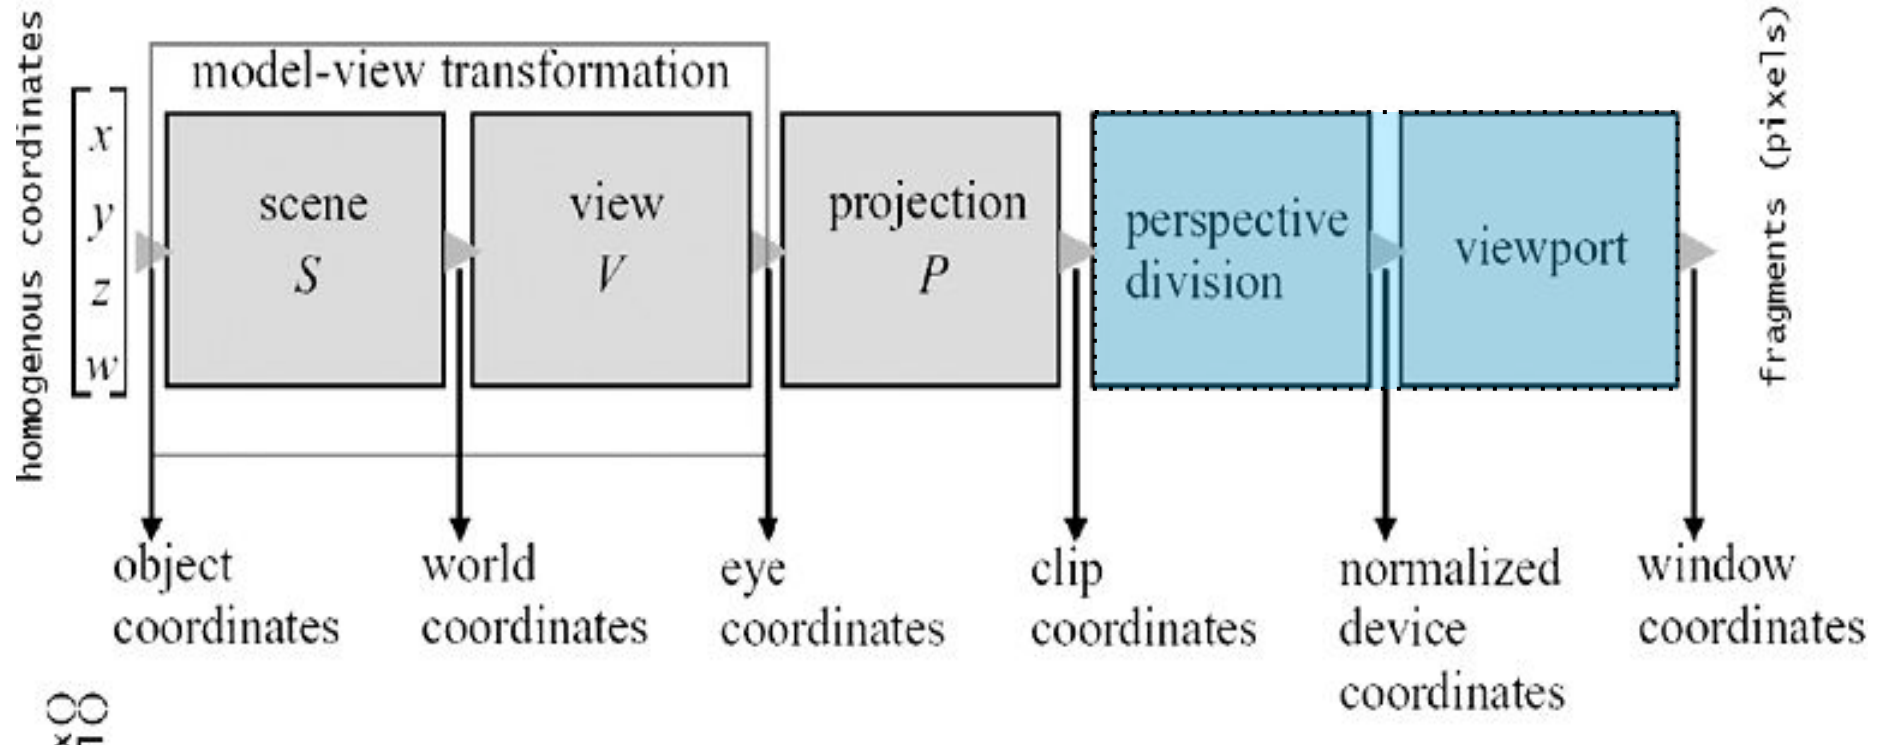 homogenous coordinates
x
y
z
w
model-view transformation
scene
S
view
V
projection
P
perspective
division
viewport
fragments (pixels)
object
coordinates
world
coordinates
eye
coordinates
clip
coordinates
normalized
device
coordinates
window
coordinates